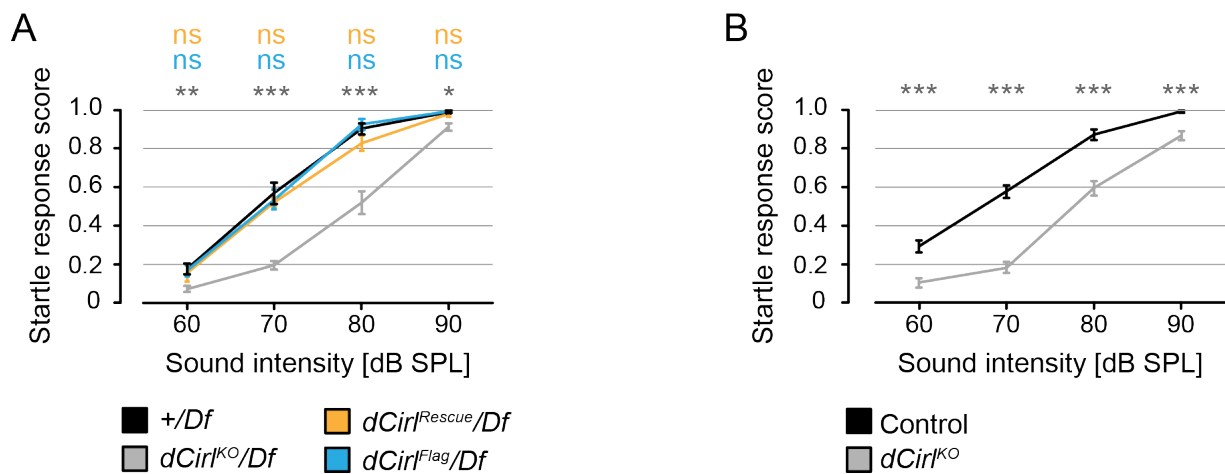 A
ns ns ns ns
ns ns ns ns
** *** *** *
1.0
0.8
0.6
0.4
0.2
0
Startle response score
60 70 80 90
Sound intensity [dB SPL]
+/Df
dCirlKO/Df
dCirlRescue/Df
dCirlFlag/Df
B
*** *** *** ***
1.0
0.8
0.6
0.4
0.2
0
Startle response score
60 70 80 90
Sound intensity [dB SPL]
Control
dCirlKO